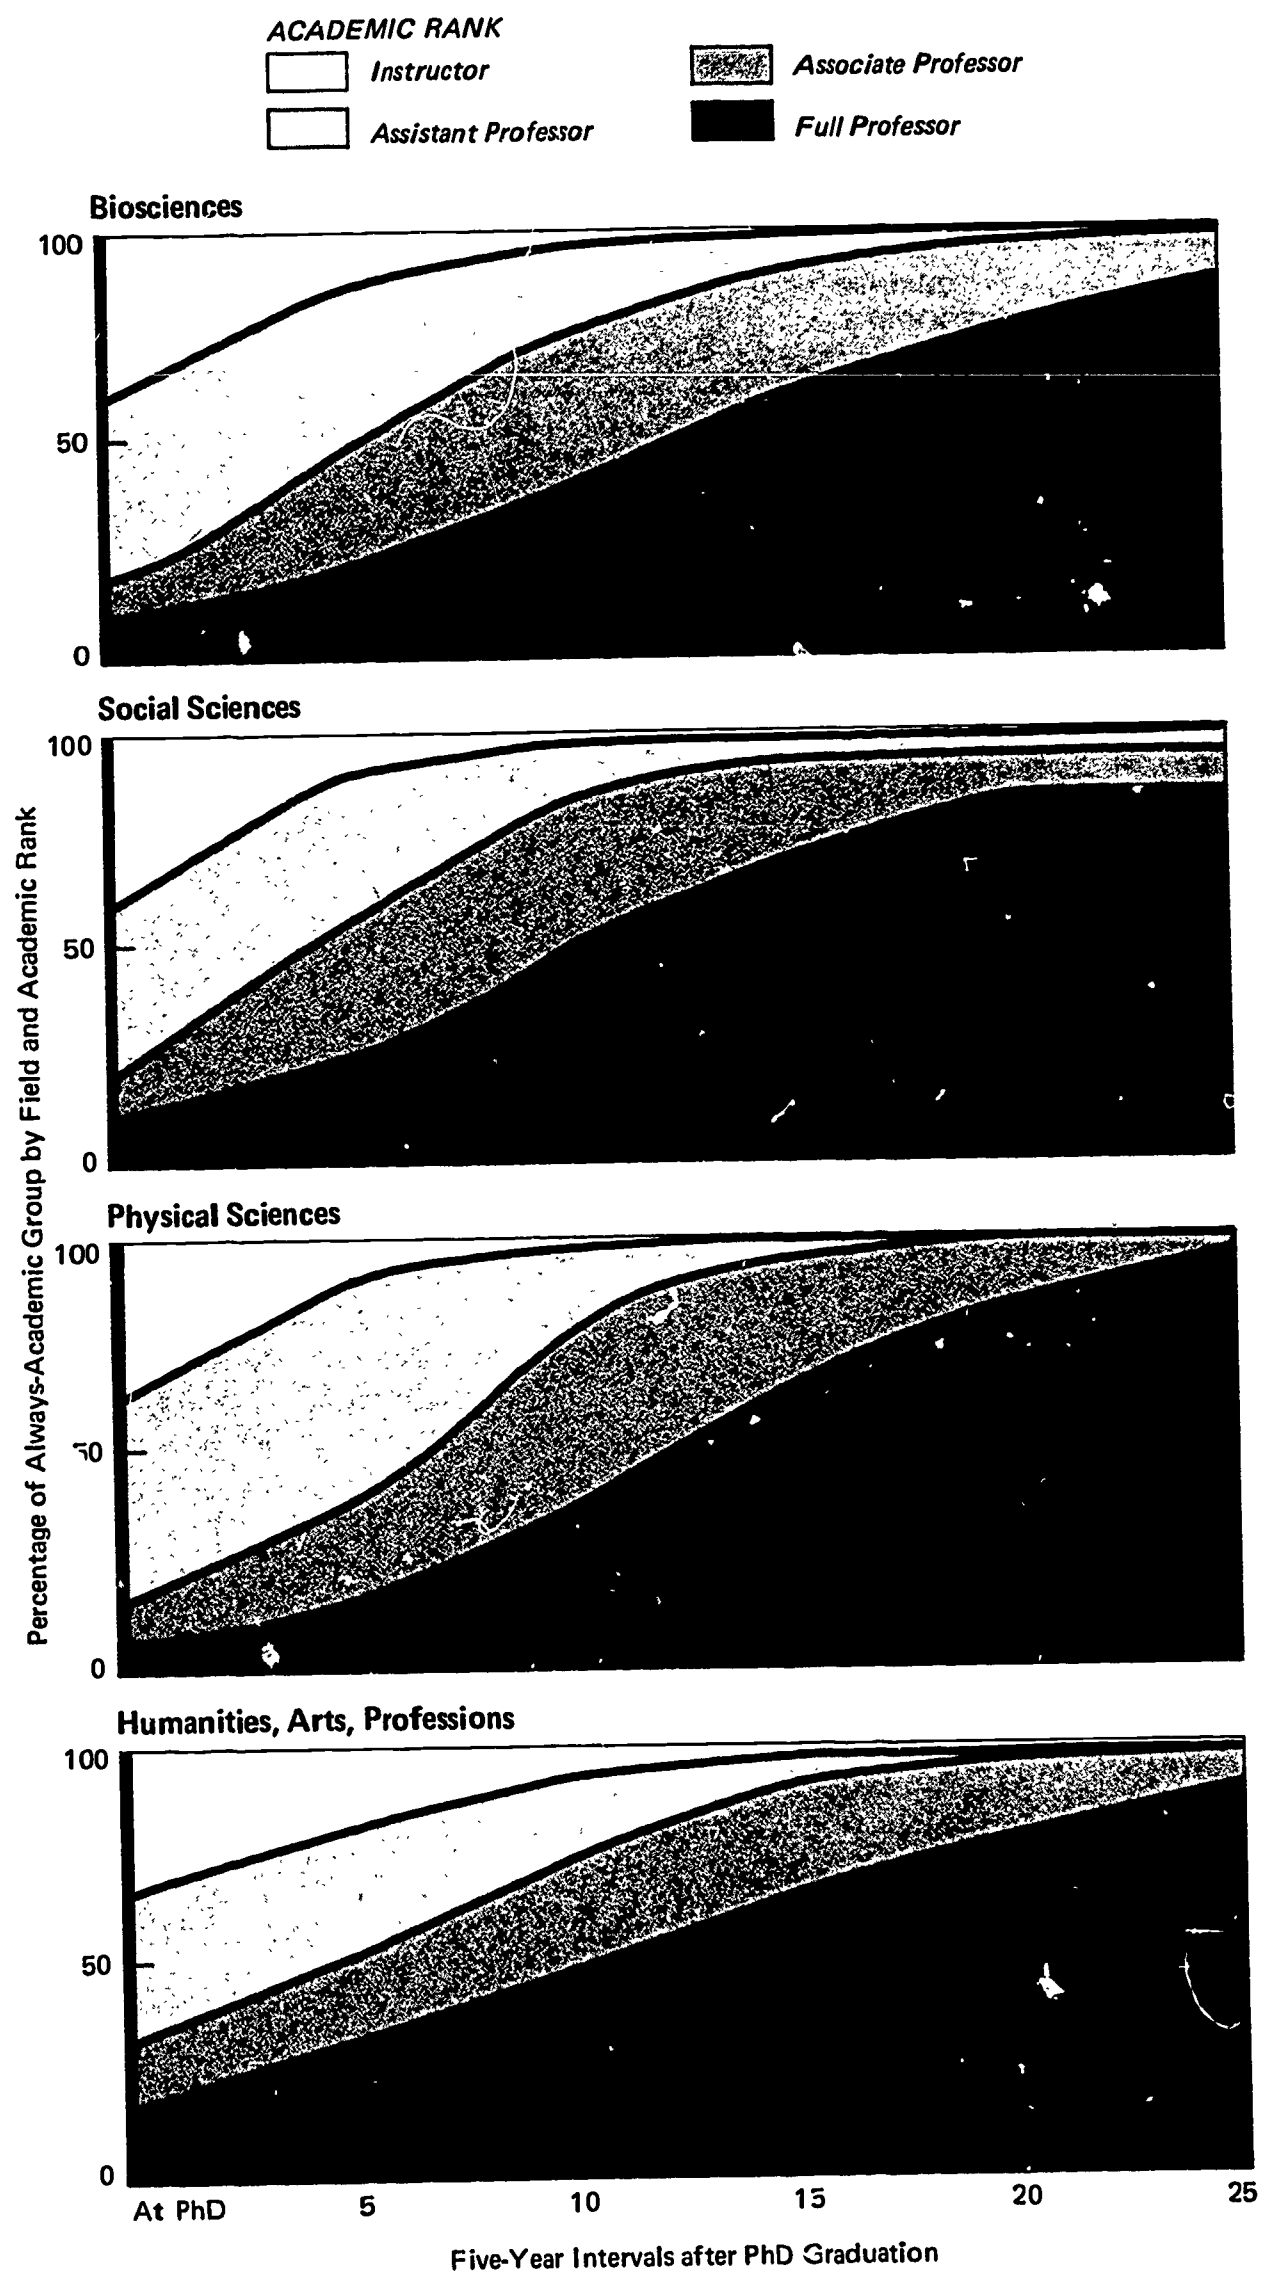 ACADEMIC RANK
Instructor
Associate Professor
Assistant Professor
Full Professor
Biosciences
100
50
0
Social Sciences
100
50
0
Physical Sciences
100
50
0
Humanities, Arts, Professions
100
50
0
At PhD 5 10 15 20 25
Five-Year Intervals after PhD Graduation
Percentage of Always-Academic Group by Field and Academic Rank